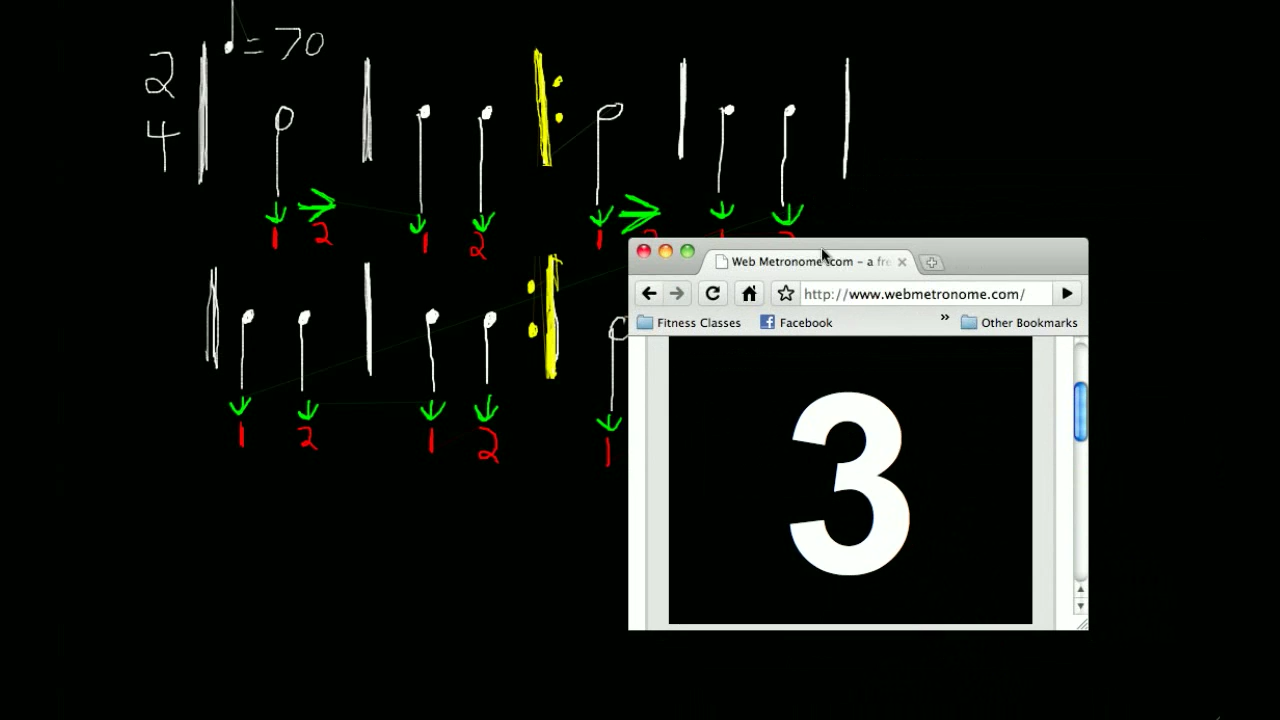 = 70
2
4
1 2 1 2 1
1 2 1 2 1
Web Metronome.com - a fre
http://www.webmetronome.com/
Fitness Classes Facebook » Other Bookmarks
3